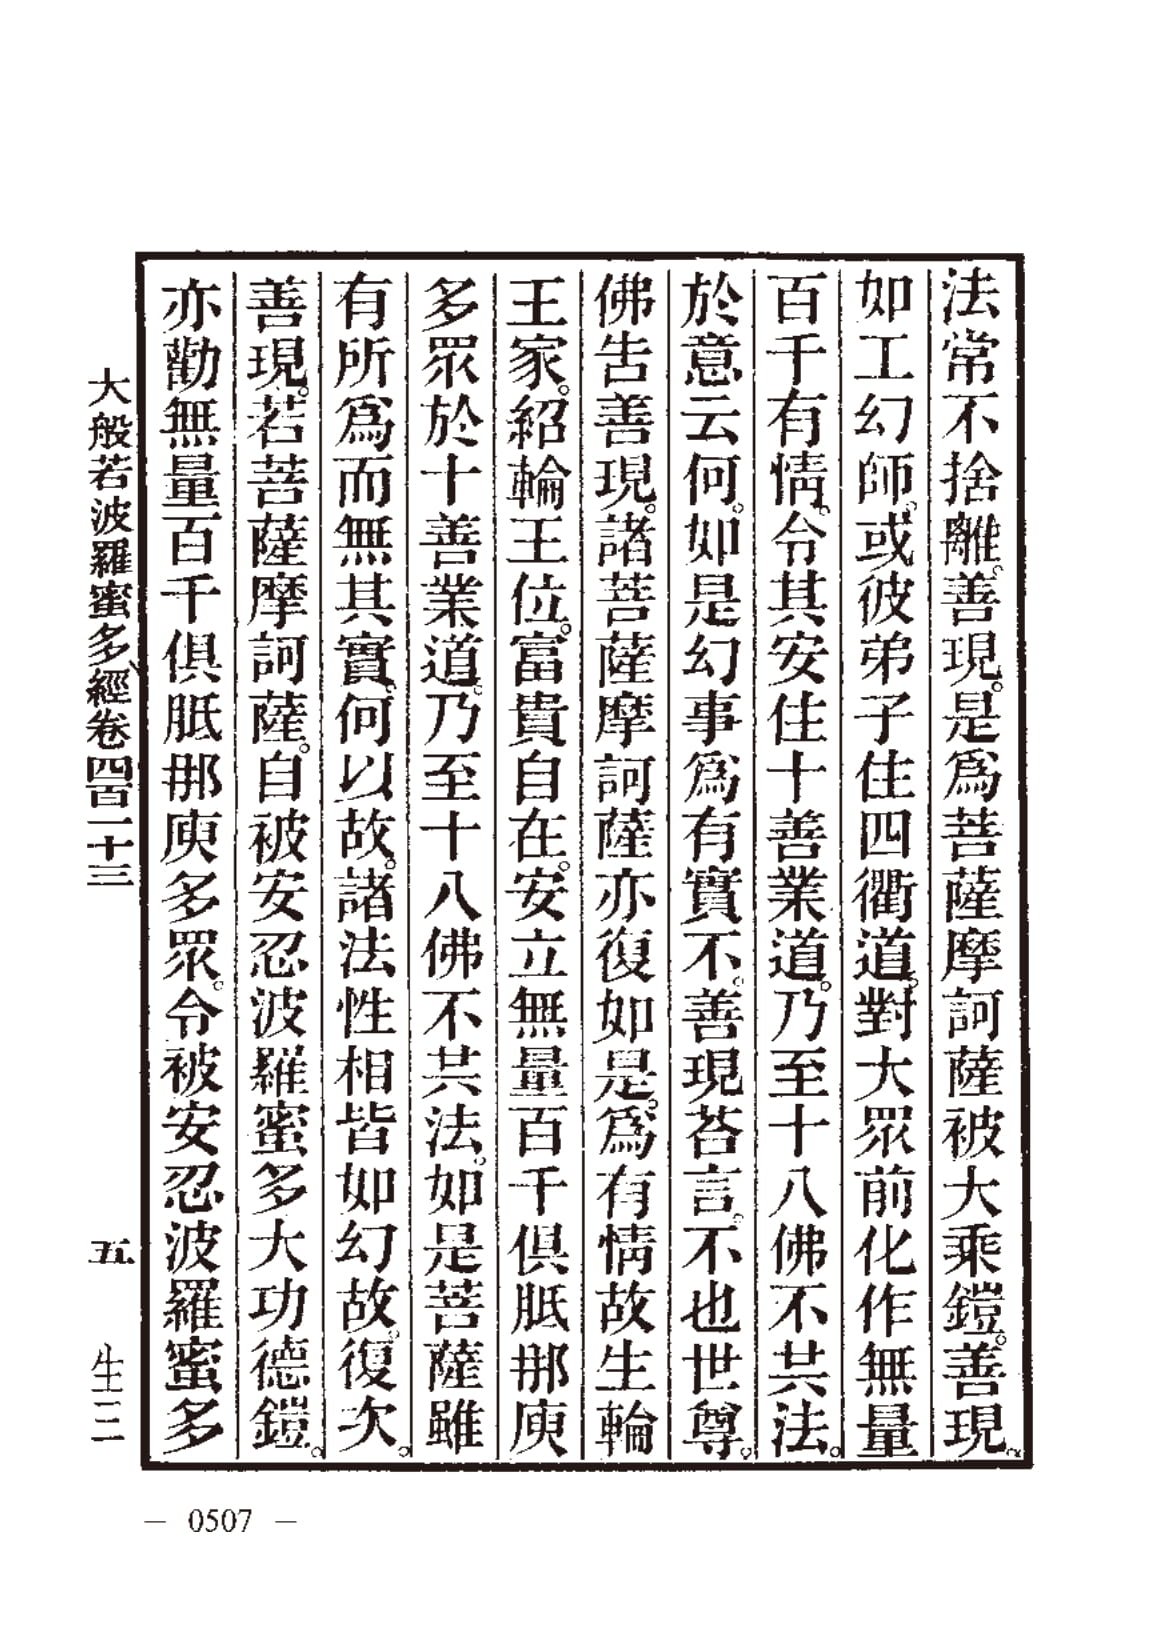 法常不捨離。善現。是爲菩薩摩訶薩被大乘鎧。善現。
如工幻師。或彼弟子住四衢道。對大眾前化作無量
百千有情。令其安住十善業道。乃至十八佛不共法。
於意云何。如是幻事爲有實不。善現荅言。不也世尊。
佛告善現。諸菩薩摩訶薩亦復如是。爲有情故生輪
王家。紹輪王位。富貴自在。安立無量百千俱胝那庾
多眾於十善業道。乃至十八佛不共法。如是菩薩雖
有所爲而無其實。何以故。諸法性相皆如幻故。復次。
善現。若菩薩摩訶薩。自被安忍波羅蜜多大功德鎧。
亦勸無量百千俱胝那庾多眾。令被安忍波羅蜜多
大般若波羅蜜多經卷四百一十三 五 生三
— 0507 —